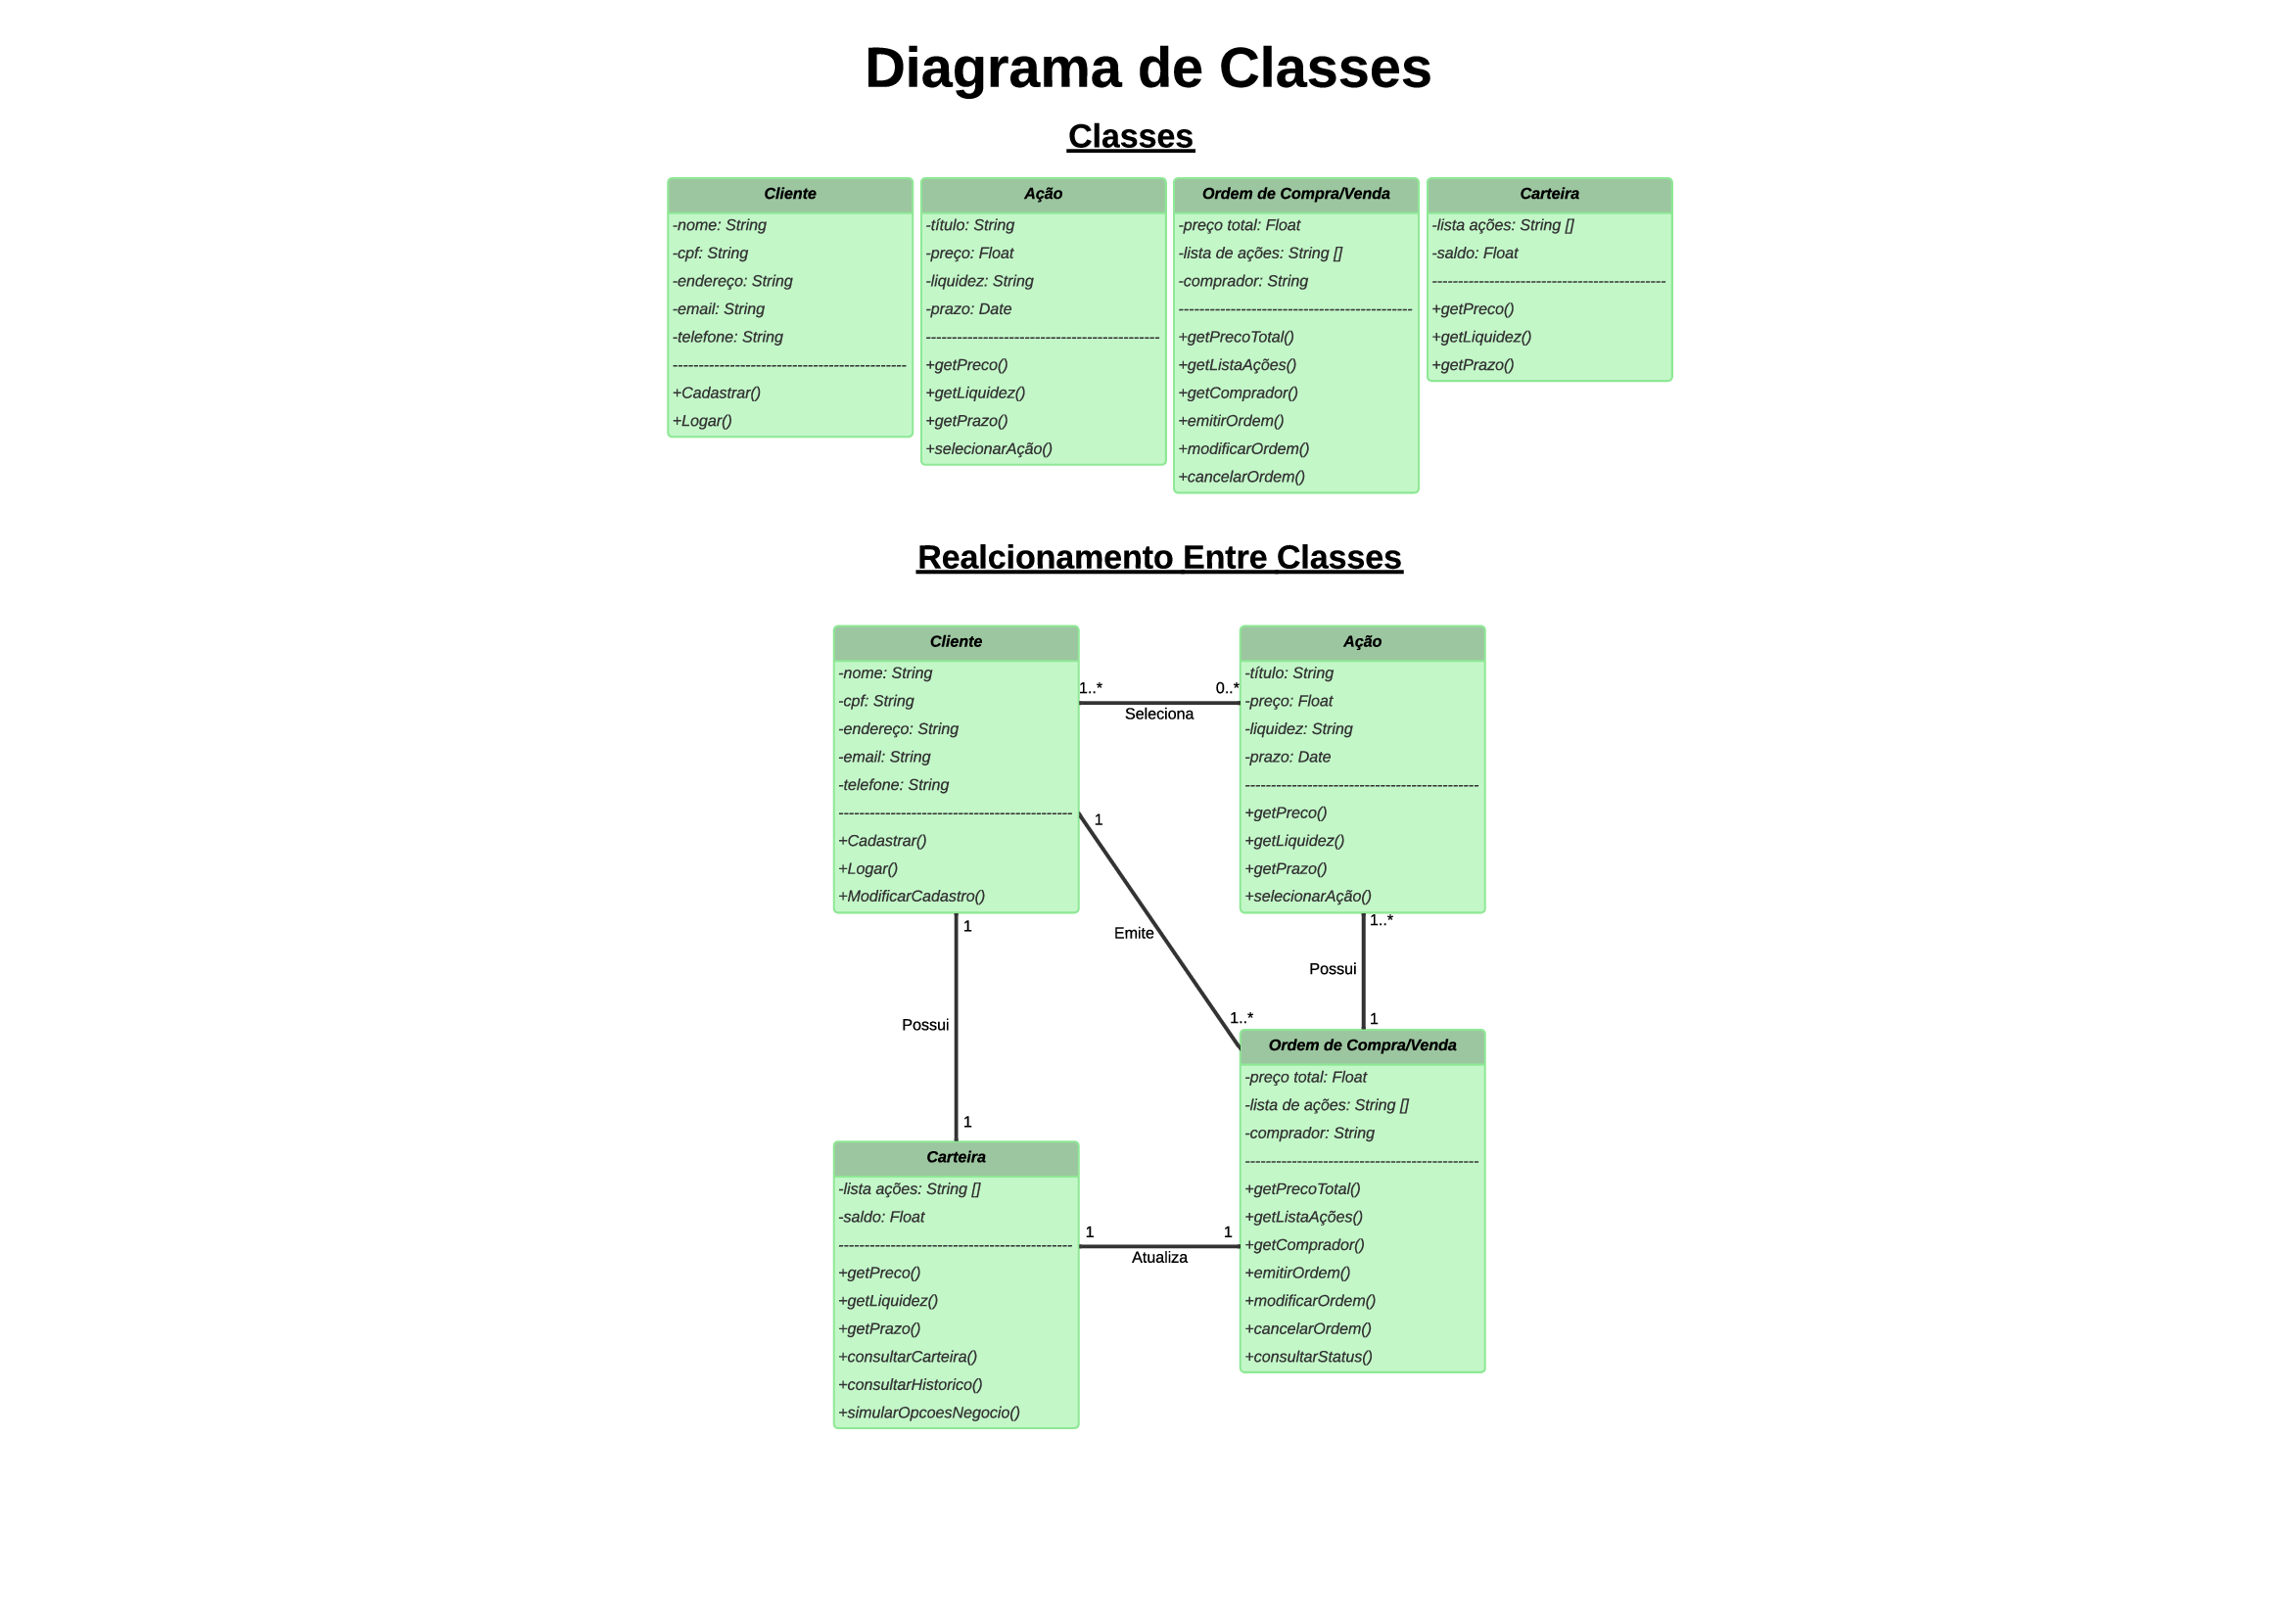 Diagrama de Classes
Classes
Cliente
-nome: String
-cpf: String
-endereço: String
-email: String
-telefone: String
---------------------------------------------
+Cadastrar()
+Logar()
Ação
-título: String
-preço: Float
-liquidez: String
-prazo: Date
---------------------------------------------
+getPreco()
+getLiquidez()
+getPrazo()
+selecionarAção()
Ordem de Compra/Venda
-preço total: Float
-lista de ações: String []
-comprador: String
---------------------------------------------
+getPrecoTotal()
+getListaAções()
+getComprador()
+emitirOrdem()
+modificarOrdem()
+cancelarOrdem()
Carteira
-lista ações: String []
-saldo: Float
---------------------------------------------
+getPreco()
+getLiquidez()
+getPrazo()
Realcionamento Entre Classes
Cliente
-nome: String
-cpf: String
-endereço: String
-email: String
-telefone: String
---------------------------------------------
+Cadastrar()
+Logar()
+ModificarCadastro()
1..*
0..*
Seleciona
Ação
-título: String
-preço: Float
-liquidez: String
-prazo: Date
---------------------------------------------
+getPreco()
+getLiquidez()
+getPrazo()
+selecionarAção()
1
Emite
1..*
1..*
Possui
1
1
Possui
1
Carteira
-lista ações: String []
-saldo: Float
---------------------------------------------
+getPreco()
+getLiquidez()
+getPrazo()
+consultarCarteira()
+consultarHistorico()
+simularOpcoesNegocio()
1
1
Atualiza
Ordem de Compra/Venda
-preço total: Float
-lista de ações: String []
-comprador: String
---------------------------------------------
+getPrecoTotal()
+getListaAções()
+getComprador()
+emitirOrdem()
+modificarOrdem()
+cancelarOrdem()
+consultarStatus()